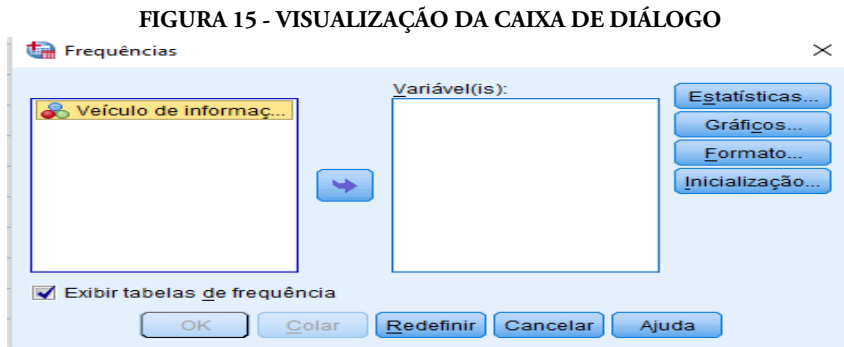 FIGURA 15 - VISUALIZAÇÃO DA CAIXA DE DIÁLOGO
Frequências
Veículo de informaç...
Variável(is):
Estatísticas...
Gráficos...
Formato...
Inicialização...
Exibir tabelas de frequência
OK Colar Redefinir Cancelar Ajuda